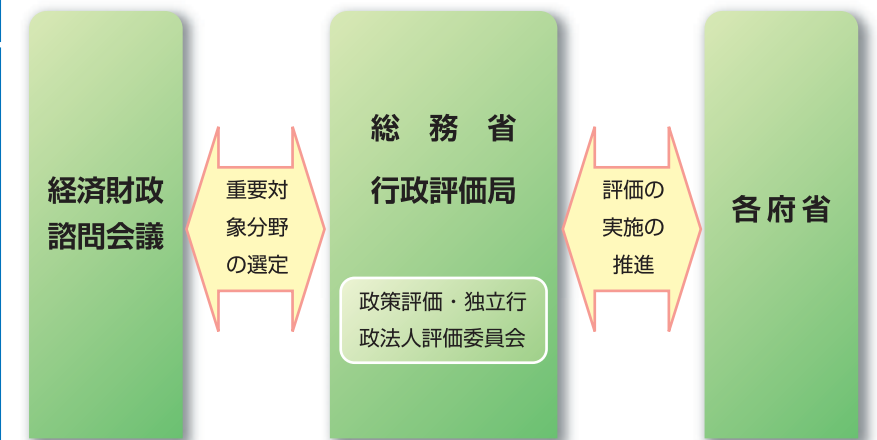 経済財政
諮問会議
重要対
象分野
の選定
総務省
行政評価局
政策評価・独立行
政法人評価委員会
評価の
実施の
推進
各府省